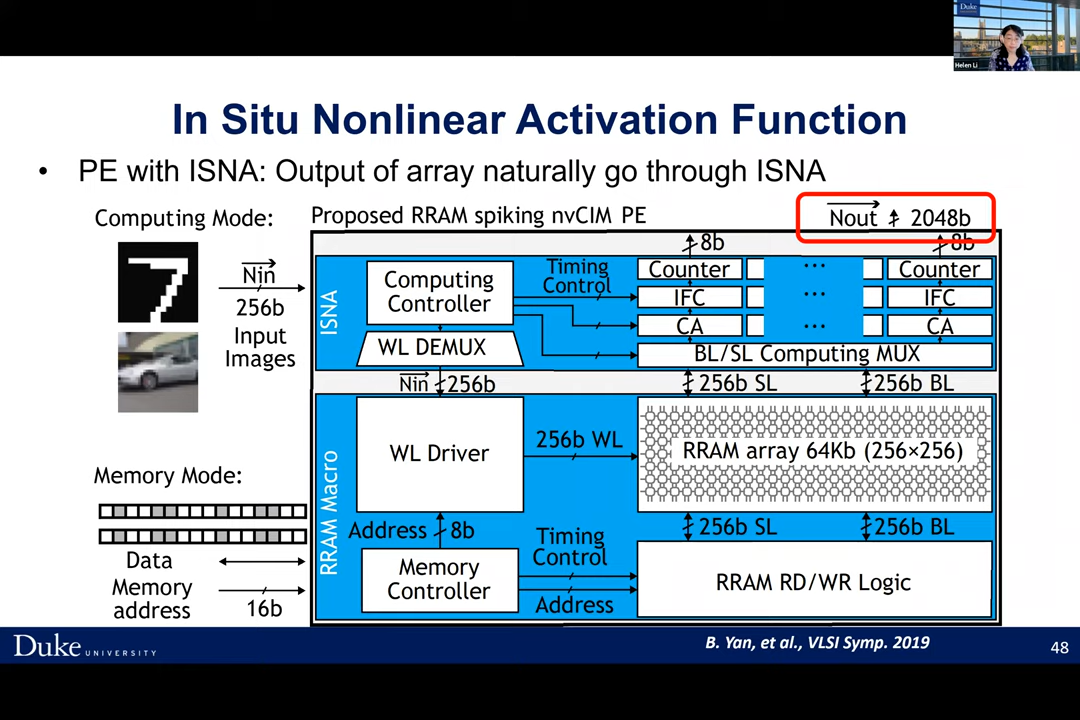 Duke
Helen Li
In Situ Nonlinear Activation Function
• PE with ISNA: Output of array naturally go through ISNA
Computing Mode:
Proposed RRAM spiking nvCIM PE
Nout 2048b
8b
8b
Nin
256b
Input
Images
ISNA
Computing
Controller
Timing
Control
Counter
...
Counter
IFC
...
IFC
CA
...
CA
WL DEMUX
BL/SL Computing MUX
Nin 256b
256b SL
256b BL
RRAM Macro
WL Driver
256b WL
RRAM array 64Kb (256×256)
Memory Mode:
Address 8b
256b SL
256b BL
Data
Memory
address
16b
Memory
Controller
Timing
Control
Address
RRAM RD/WR Logic
Duke UNIVERSITY
B. Yan, et al., VLSI Symp. 2019
48